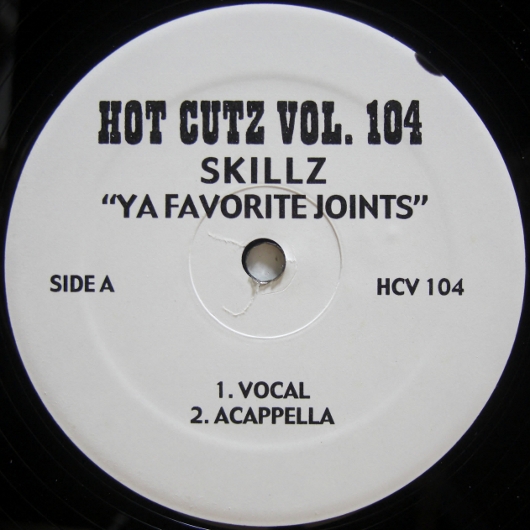 HOT CUTZ VOL. 104
SKILLZ
"YA FAVORITE JOINTS"
SIDE A
HCV 104
1. VOCAL
2. ACAPPELLA